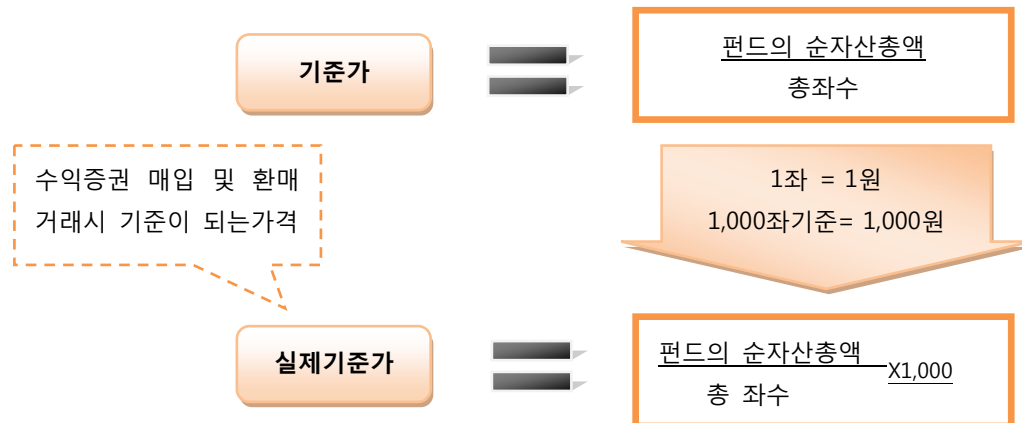 기준가
펀드의 순자산총액
총좌수
수익증권 매입 및 환매
거래시 기준이 되는가격
1좌 = 1원
1,000좌기준= 1,000원
실제기준가
펀드의 순자산총액
X1,000
총 좌수